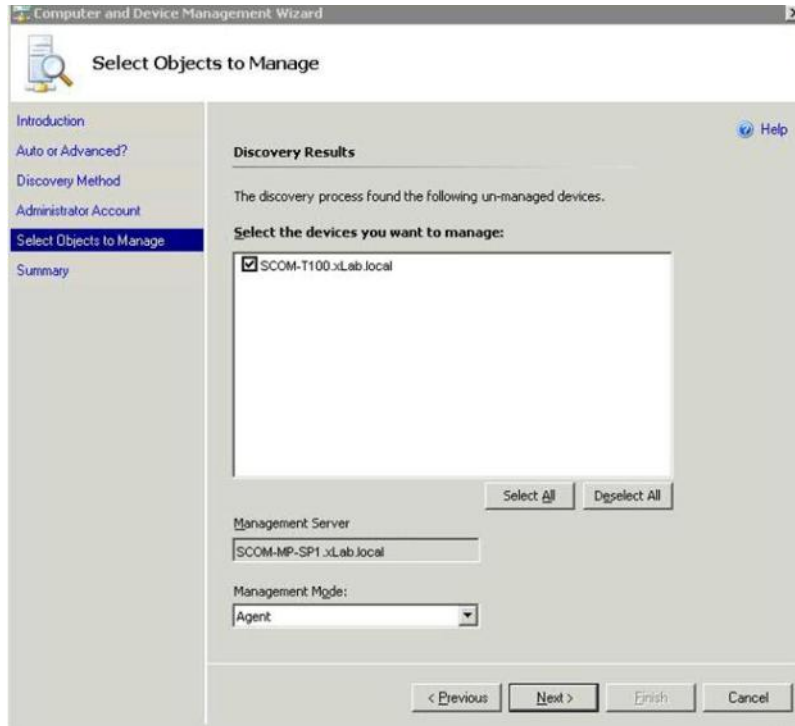 Computer and Device Management Wizard
Select Objects to Manage
Introduction
Auto or Advanced?
Discovery Method
Administrator Account
Select Objects to Manage
Summary
Help
Discovery Results
The discovery process found the following un-managed devices.
Select the devices you want to manage:
SCOM-T100.xLab.local
Select All
Deselect All
Management Server
SCOM-MP-SP1.xLab.local
Management Mode:
Agent
< Previous
Next >
Finish
Cancel